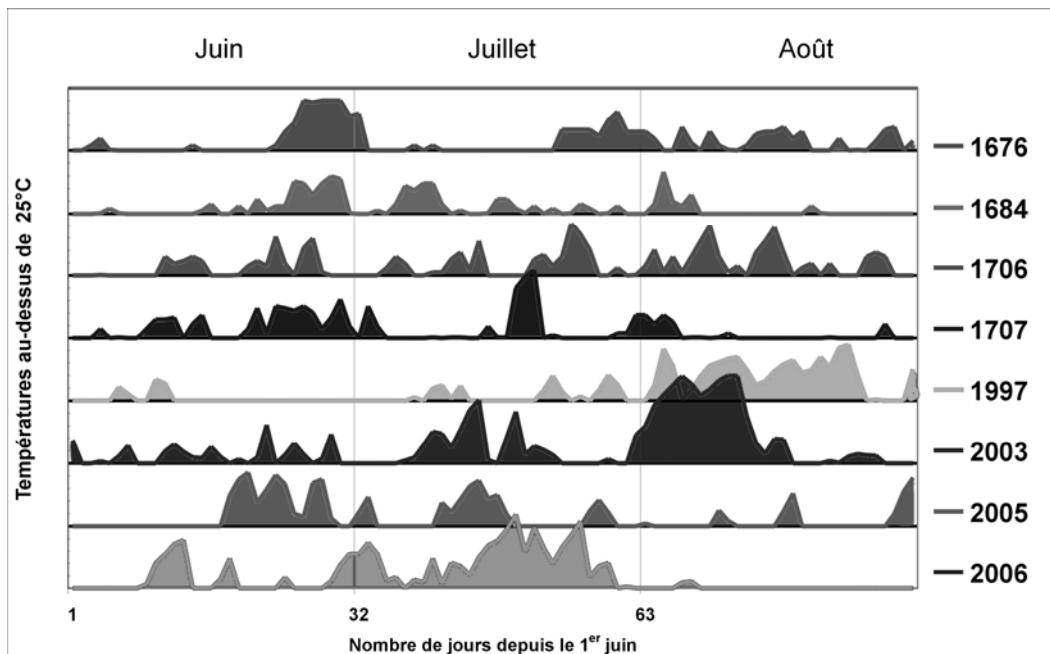 Juin Juillet Août
Températures au-dessus de 25°C
1676
1684
1706
1707
1997
2003
2005
2006
1 32 63
Nombre de jours depuis le 1er juin